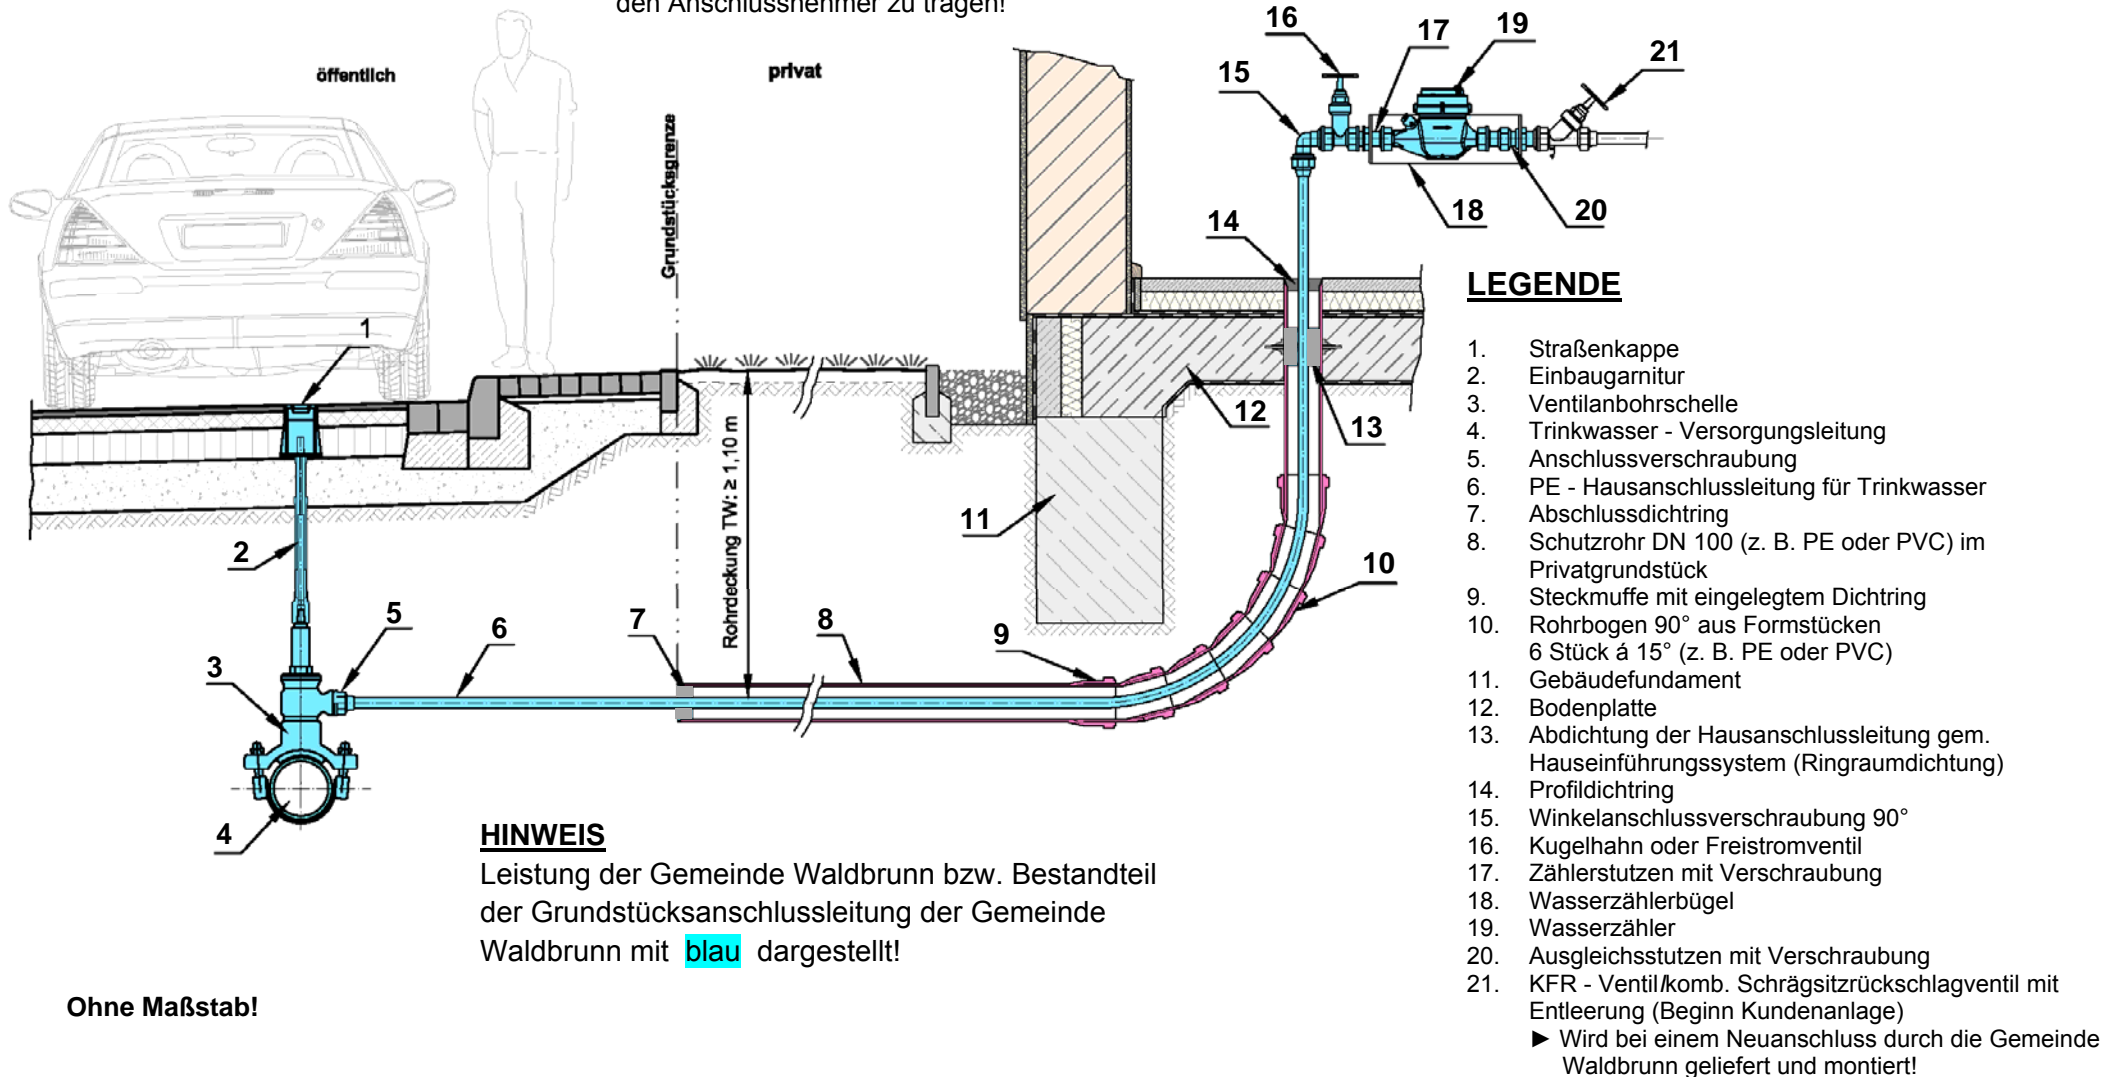 den Anschlussnehmer zu tragen!
öffentlich
privat
Grundstücksgrenze
Rohrdeckung TW: ≥ 1,10 m
1
2
3
4
5
6
7
8
9
10
11
12
13
14
15
16
17
18
19
20
21
LEGENDE
1. Straßenkappe
2. Einbaugarnitur
3. Ventilanbohrschelle
4. Trinkwasser - Versorgungsleitung
5. Anschlussverschraubung
6. PE - Hausanschlussleitung für Trinkwasser
7. Abschlussdichtring
8. Schutzrohr DN 100 (z. B. PE oder PVC) im
Privatgrundstück
9. Steckmuffe mit eingelegtem Dichtring
10. Rohrbogen 90° aus Formstücken
6 Stück á 15° (z. B. PE oder PVC)
11. Gebäudefundament
12. Bodenplatte
13. Abdichtung der Hausanschlussleitung gem.
Hauseinführungssystem (Ringraumdichtung)
14. Profildichtring
15. Winkelanschlussverschraubung 90°
16. Kugelhahn oder Freistromventil
17. Zählerstutzen mit Verschraubung
18. Wasserzählerbügel
19. Wasserzähler
20. Ausgleichsstutzen mit Verschraubung
21. KFR - Ventil/komb. Schrägsitzrückschlagventil mit
Entleerung (Beginn Kundenanlage)
► Wird bei einem Neuanschluss durch die Gemeinde
Waldbrunn geliefert und montiert!
HINWEIS
Leistung der Gemeinde Waldbrunn bzw. Bestandteil
der Grundstücksanschlussleitung der Gemeinde
Waldbrunn mit blau dargestellt!
Ohne Maßstab!